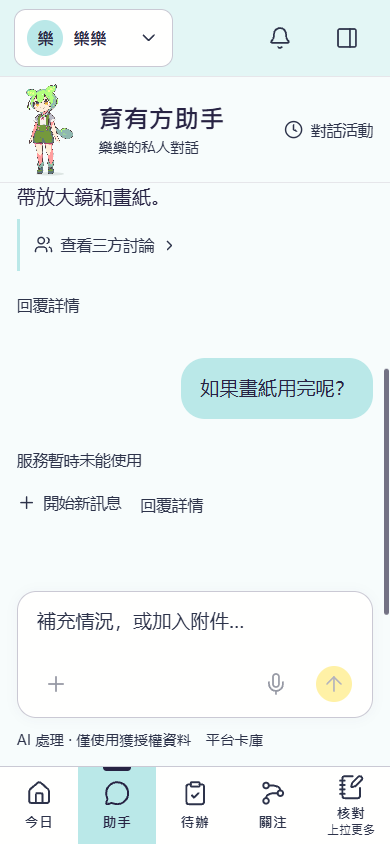 樂 樂樂
育有方助手
樂樂的私人對話
對話活動
帶放大鏡和畫紙。
查看三方討論
回覆詳情
如果畫紙用完呢？
服務暫時未能使用
開始新訊息 回覆詳情
補充情況，或加入附件...
AI 處理 · 僅使用獲授權資料 平台卡庫
今日 助手 待辦 關注 核對
上拉更多